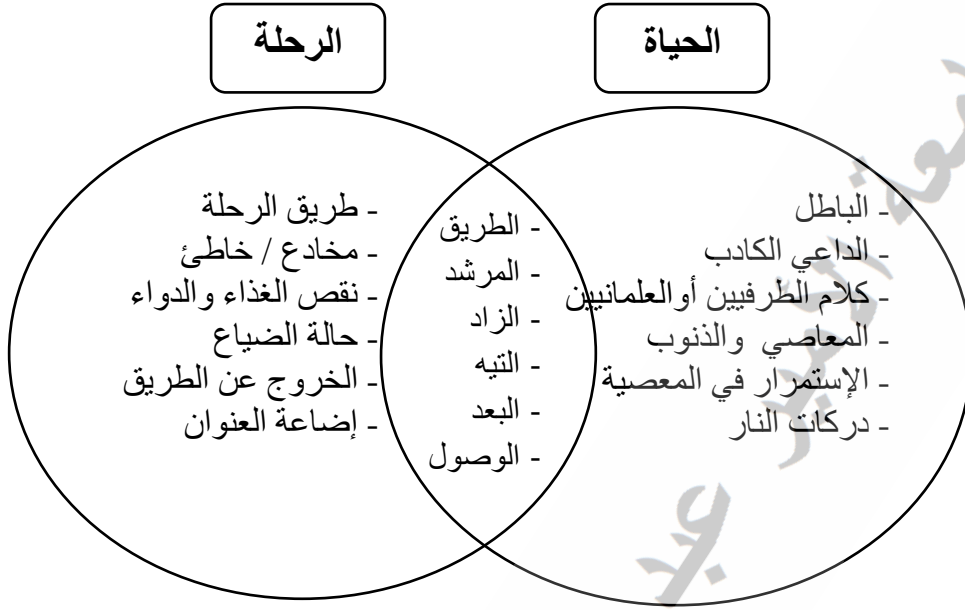 الحياة
الرحلة
- الباطل
- الداعي الكادب
- كلام الطرفيين أوالعلمانيين
- المعاصي والذنوب
- الإستمرار في المعصية
- دركات النار
- الطريق
- المرشد
- الزاد
- التيه
- البعد
- الوصول
- طريق الرحلة
- مخادع / خاطئ
- نقص الغذاء والدواء
- حالة الضياع
- الخروج عن الطريق
- إضاعة العنوان